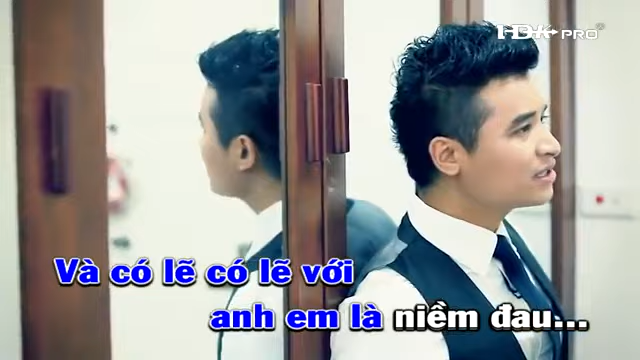 HDK PRO
Và có lẽ có lẽ với
anh em là niềm đau...